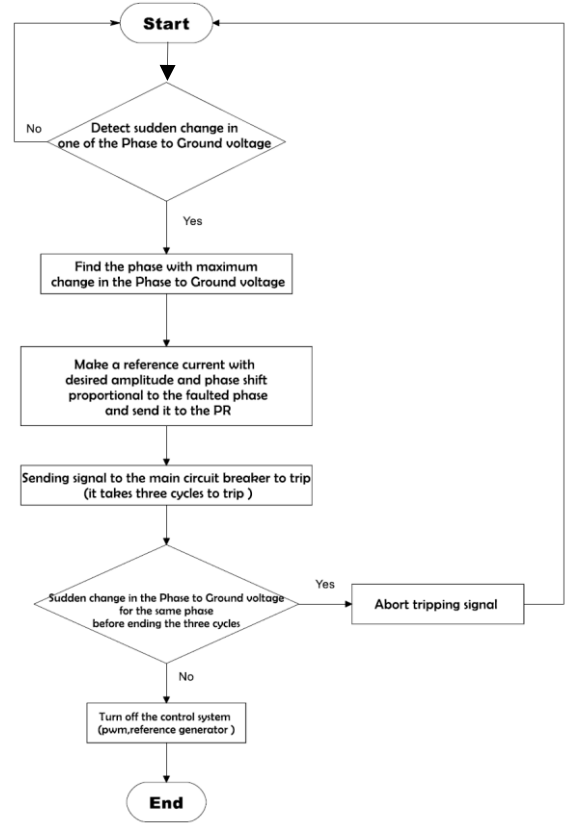 Start
No
Detect sudden change in
one of the Phase to Ground voltage
Yes
Find the phase with maximum
change in the Phase to Ground voltage
Make a reference current with
desired amplitude and phase shift
proportional to the faulted phase
and send it to the PR
Sending signal to the main circuit breaker to trip
(it takes three cycles to trip )
Sudden change in the Phase to Ground voltage
for the same phase
before ending the three cycles
Yes
Abort tripping signal
No
Turn off the control system
(pwm,reference generator )
End